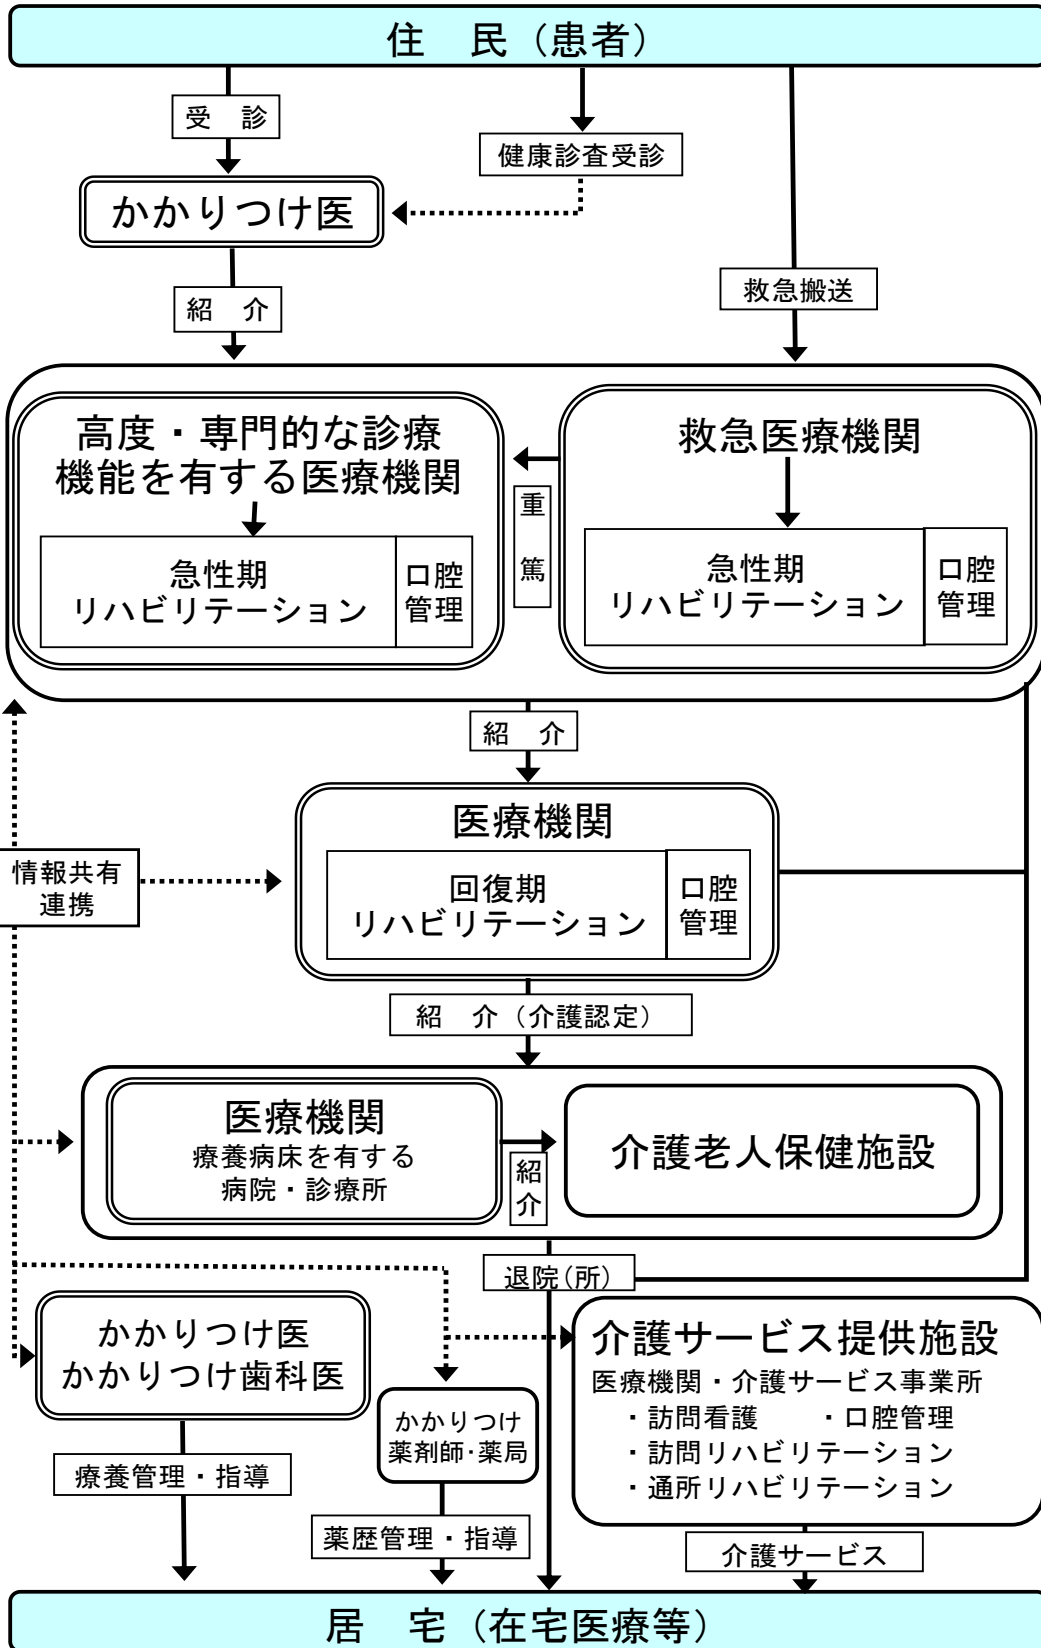 住　民（患者）
受　診
健康診査受診
かかりつけ医
紹　介
救急搬送
高度・専門的な診療
機能を有する医療機関
急性期
リハビリテーション
口腔
管理
重
篤
救急医療機関
急性期
リハビリテーション
口腔
管理
紹　介
医療機関
回復期
リハビリテーション
口腔
管理
情報共有
連携
紹　介（介護認定）
医療機関
療養病床を有する
病院・診療所
紹
介
介護老人保健施設
退院(所)
かかりつけ医
かかりつけ歯科医
療養管理・指導
かかりつけ
薬剤師・薬局
薬歴管理・指導
介護サービス提供施設
医療機関・介護サービス事業所
・訪問看護　　・口腔管理
・訪問リハビリテーション
・通所リハビリテーション
介護サービス
居　宅（在宅医療等）